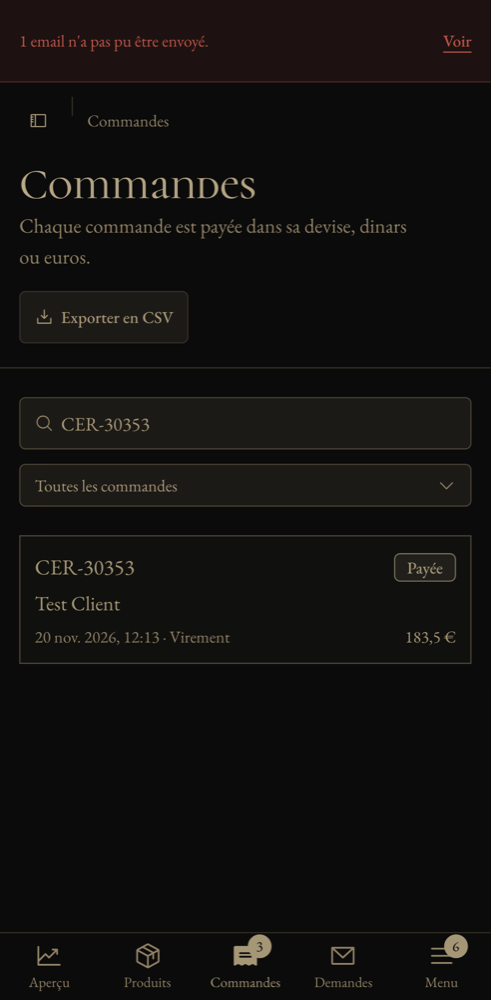 1 email n'a pas pu être envoyé.
Voir
Commandes
Commandes
Chaque commande est payée dans sa devise, dinars
ou euros.
Exporter en CSV
CER-30353
Toutes les commandes
CER-30353
Payée
Test Client
20 nov. 2026, 12:13 · Virement
183,5 €
3
6
Aperçu
Produits
Commandes
Demandes
Menu